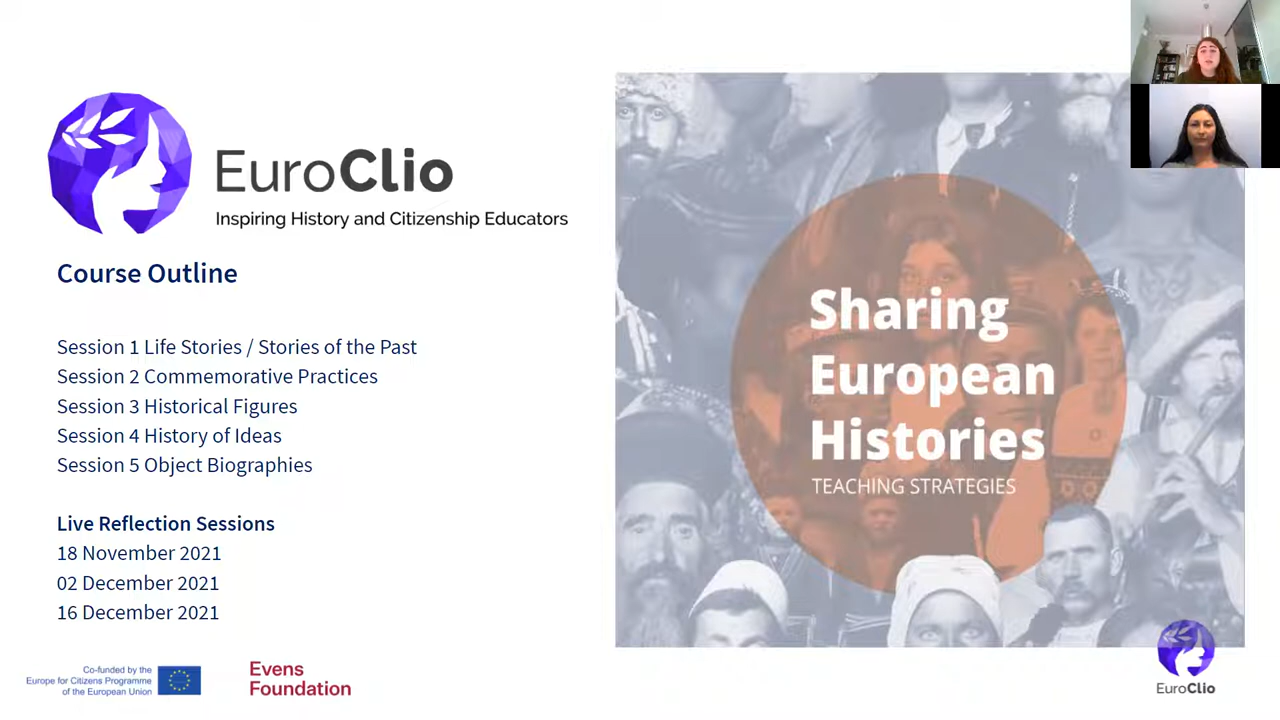 EuroClio
Inspiring History and Citizenship Educators
Course Outline
Session 1 Life Stories / Stories of the Past
Session 2 Commemorative Practices
Session 3 Historical Figures
Session 4 History of Ideas
Session 5 Object Biographies
Live Reflection Sessions
18 November 2021
02 December 2021
16 December 2021
Co-funded by the
Europe for Citizens Programme
of the European Union
Evens
Foundation
Sharing
European
Histories
TEACHING STRATEGIES
EuroClio